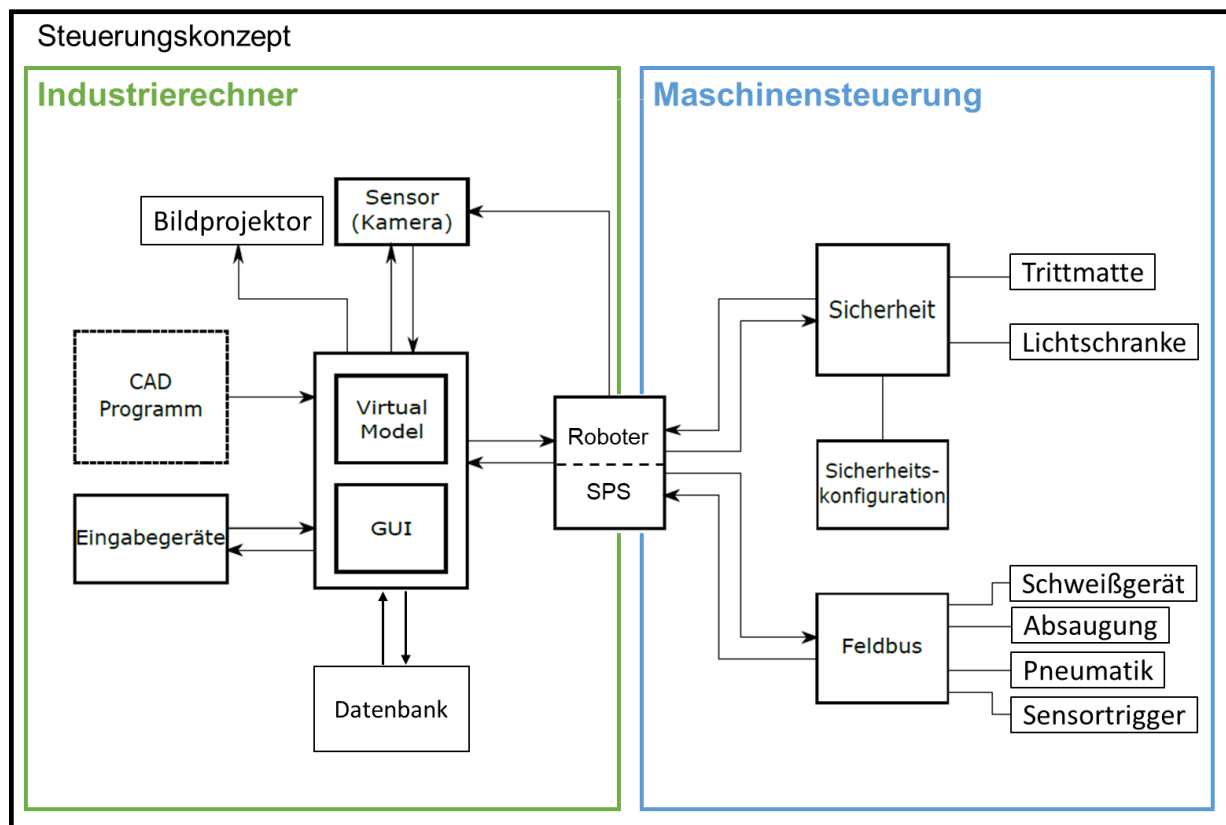 Steuerungskonzept
Industrierechner
Maschinensteuerung
Bildprojektor
Sensor
(Kamera)
CAD
Programm
Virtual
Model
GUI
Eingabegeräte
Datenbank
Roboter
SPS
Sicherheit
Trittmatte
Lichtschranke
Sicherheits-
konfiguration
Feldbus
Schweißgerät
Absaugung
Pneumatik
Sensortrigger